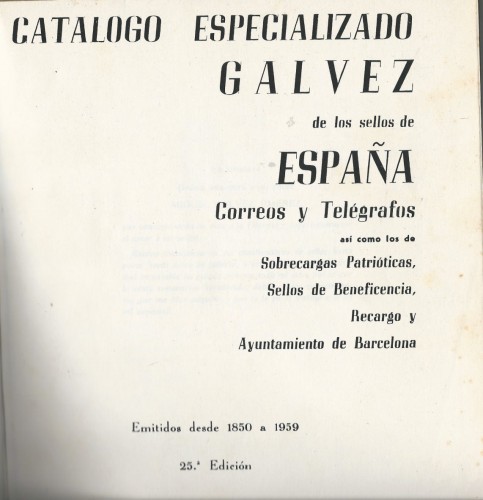 CATALOGO ESPECIALIZADO
GALVEZ
de los sellos de
ESPAÑA
Correos y Telégrafos
así como los de
Sobrecargas Patrióticas,
Sellos de Beneficencia,
Recargo y
Ayuntamiento de Barcelona
Emitidos desde 1850 a 1959
25.ª Edición